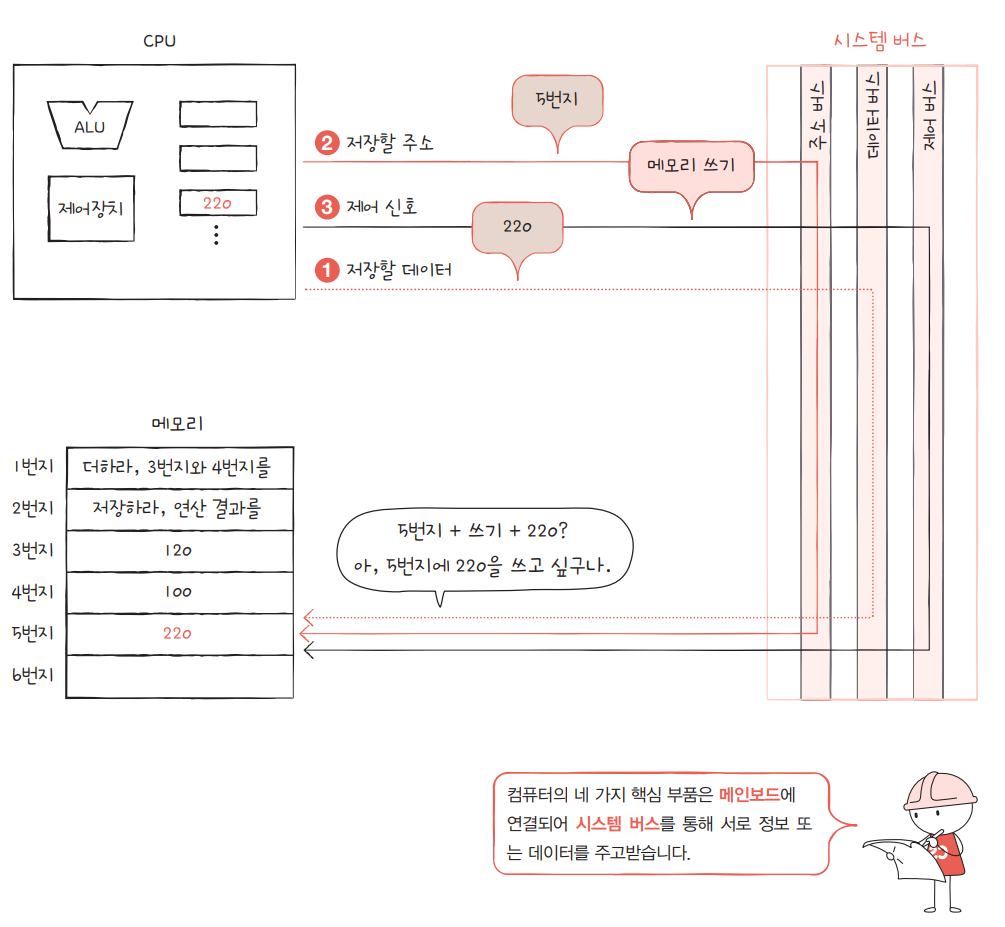 CPU
시스템 버스
ALU
제어장치
220
주소 버스
데이터 버스
제어 버스
5번지
2 저장할 주소
메모리 쓰기
3 제어 신호
220
1 저장할 데이터
메모리
1번지 더하라, 3번지와 4번지를
2번지 저장하라, 연산 결과를
3번지 120
4번지 100
5번지 220
6번지
5번지 + 쓰기 + 220?
아, 5번지에 220을 쓰고 싶구나.
컴퓨터의 네 가지 핵심 부품은 메인보드에
연결되어 시스템 버스를 통해 서로 정보 또
는 데이터를 주고받습니다.